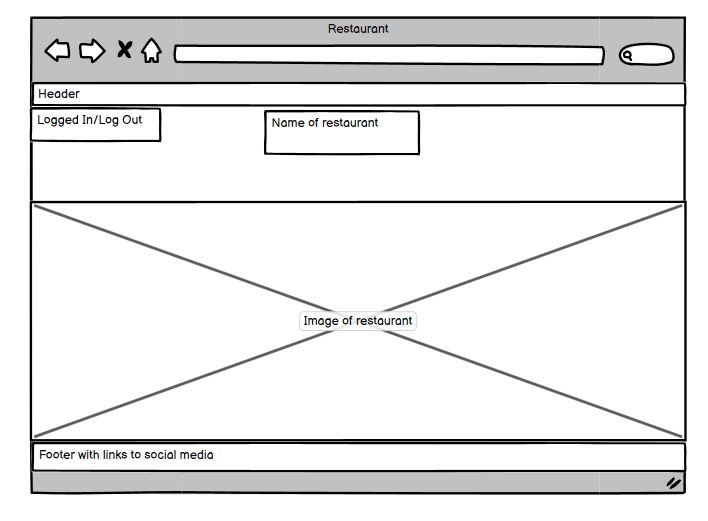 Restaurant
Header
Logged In/Log Out
Name of restaurant
Image of restaurant
Footer with links to social media